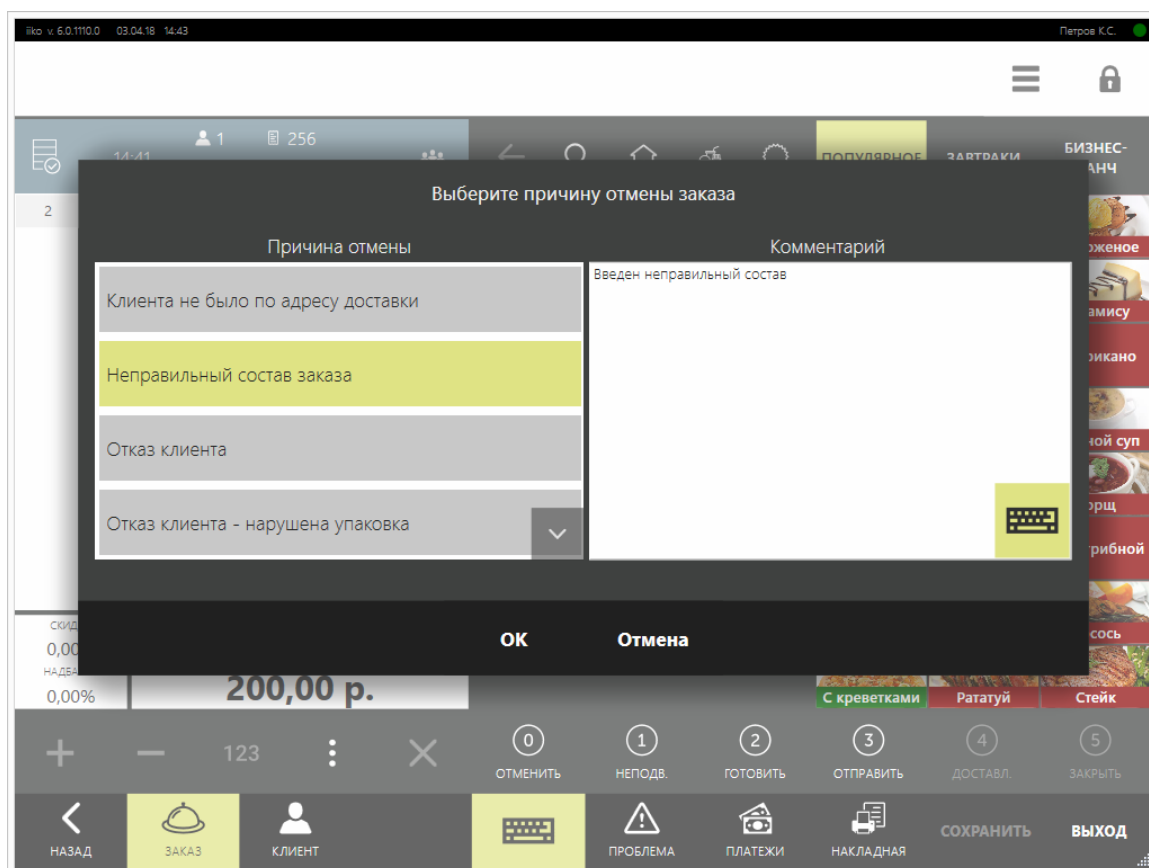 iiko v. 6.0.1110.0 03.04.18 14:43 Петров К.С.
1 256
14:41
ПОПУЛЯРНОЕ ЗАВТРАКИ БИЗНЕС-
2
Выберите причину отмены заказа
Причина отмены Комментарий
Введен неправильный состав
Клиента не было по адресу доставки
Неправильный состав заказа
Отказ клиента
Отказ клиента - нарушена упаковка
ОК Отмена
0,00%
200,00 р.
С креветками Рататуй Стейк
123
0 1 2 3 4 5
ОТМЕНИТЬ НЕПОДВ. ГОТОВИТЬ ОТПРАВИТЬ ДОСТАВЛ. ЗАКРЫТЬ
НАЗАД ЗАКАЗ КЛИЕНТ ПРОБЛЕМА ПЛАТЕЖИ НАКЛАДНАЯ СОХРАНИТЬ ВЫХОД